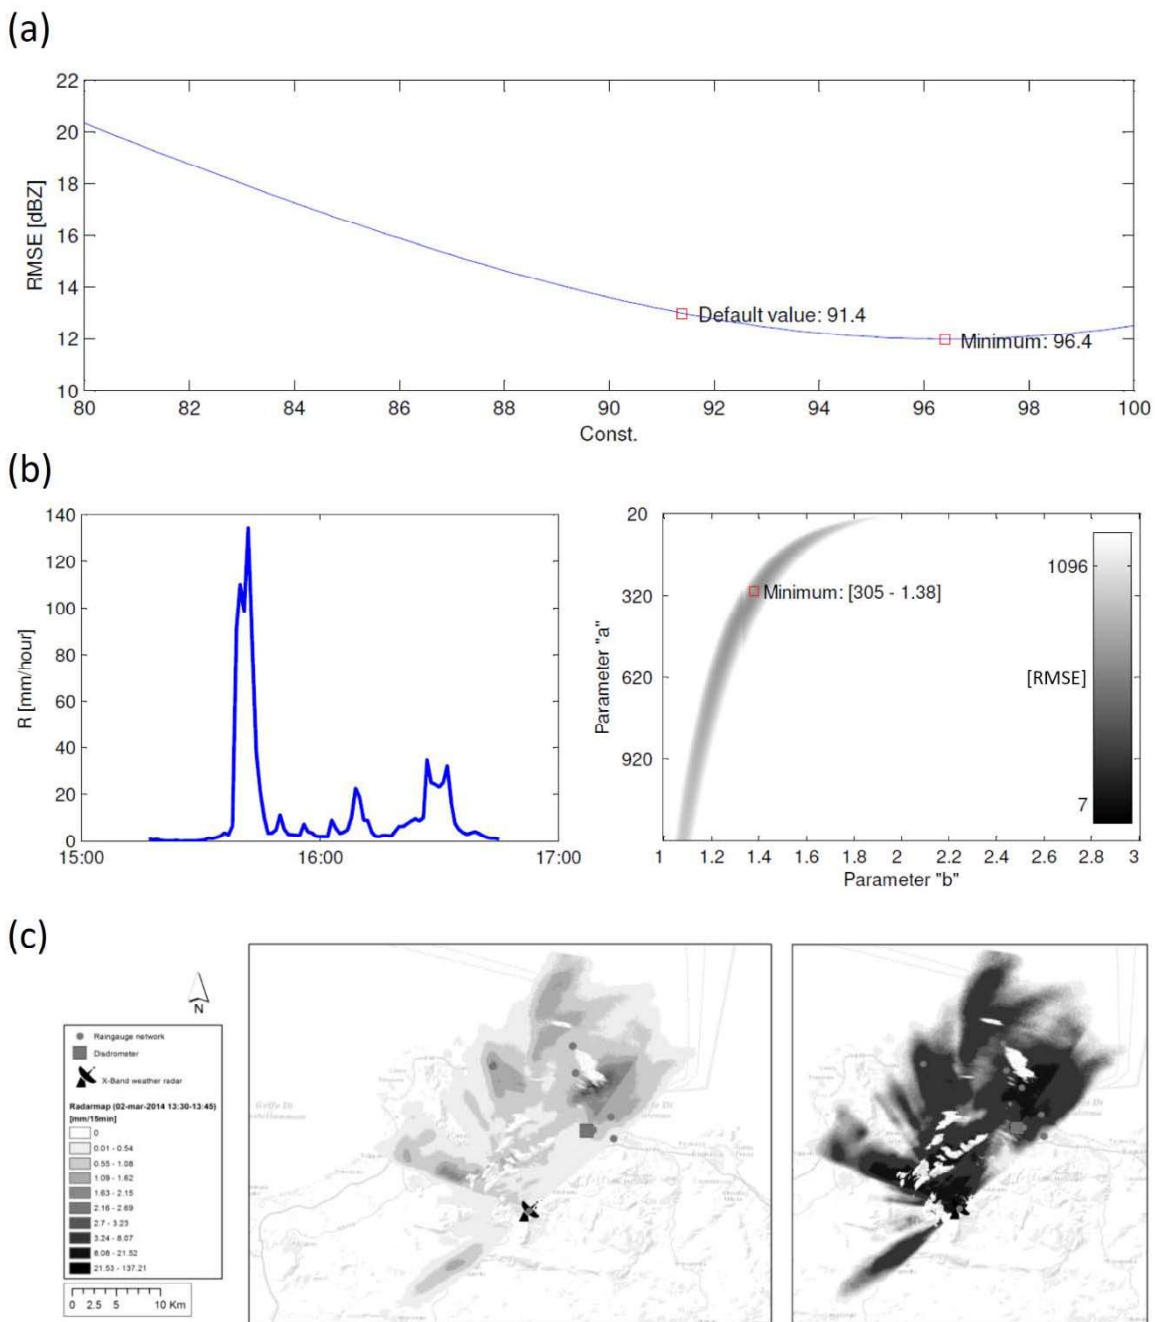 (a)
22
20
18
16
14
12
10
RMSE [dBZ]
Default value: 91.4
Minimum: 96.4
80 82 84 86 88 90 92 94 96 98 100
Const.
(b)
140
120
100
80
60
40
20
0
R [mm/hour]
15:00 16:00 17:00
20
320
620
920
Parameter "a"
Minimum: [305 - 1.38]
1096
[RMSE]
7
1 1.2 1.4 1.6 1.8 2 2.2 2.4 2.6 2.8 3
Parameter "b"
(c)
N
Raingauge network
Disdrometer
X-Band weather radar
Radarmap (02-mar-2014 13:30-13:45)
[mm/15min]
0
0.01 - 0.54
0.55 - 1.08
1.09 - 1.62
1.63 - 2.15
2.16 - 2.69
2.7 - 3.23
3.24 - 8.07
8.08 - 21.52
21.53 - 137.21
0 2.5 5 10 Km
Golfo Di